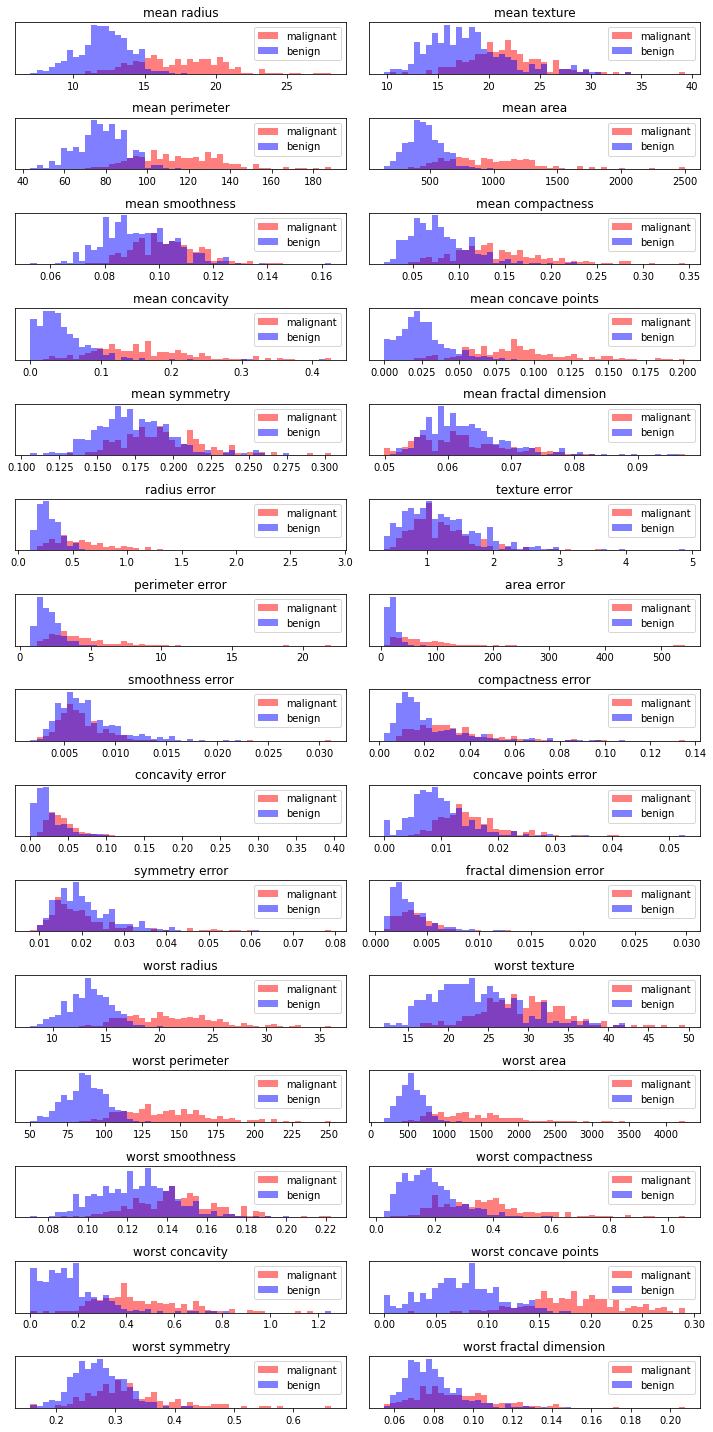 mean radius
malignant
benign
10 15 20 25
mean texture
malignant
benign
10 15 20 25 30 35 40
mean perimeter
malignant
benign
40 60 80 100 120 140 160 180
mean area
malignant
benign
500 1000 1500 2000 2500
mean smoothness
malignant
benign
0.06 0.08 0.10 0.12 0.14 0.16
mean compactness
malignant
benign
0.05 0.10 0.15 0.20 0.25 0.30 0.35
mean concavity
malignant
benign
0.0 0.1 0.2 0.3 0.4
mean concave points
malignant
benign
0.000 0.025 0.050 0.075 0.100 0.125 0.150 0.175 0.200
mean symmetry
malignant
benign
0.100 0.125 0.150 0.175 0.200 0.225 0.250 0.275 0.300
mean fractal dimension
malignant
benign
0.05 0.06 0.07 0.08 0.09
radius error
malignant
benign
0.0 0.5 1.0 1.5 2.0 2.5 3.0
texture error
malignant
benign
1 2 3 4 5
perimeter error
malignant
benign
0 5 10 15 20
area error
malignant
benign
0 100 200 300 400 500
smoothness error
malignant
benign
0.005 0.010 0.015 0.020 0.025 0.030
compactness error
malignant
benign
0.00 0.02 0.04 0.06 0.08 0.10 0.12 0.14
concavity error
malignant
benign
0.00 0.05 0.10 0.15 0.20 0.25 0.30 0.35 0.40
concave points error
malignant
benign
0.00 0.01 0.02 0.03 0.04 0.05
symmetry error
malignant
benign
0.01 0.02 0.03 0.04 0.05 0.06 0.07 0.08
fractal dimension error
malignant
benign
0.000 0.005 0.010 0.015 0.020 0.025 0.030
worst radius
malignant
benign
10 15 20 25 30 35
worst texture
malignant
benign
15 20 25 30 35 40 45 50
worst perimeter
malignant
benign
50 75 100 125 150 175 200 225 250
worst area
malignant
benign
0 500 1000 1500 2000 2500 3000 3500 4000
worst smoothness
malignant
benign
0.08 0.10 0.12 0.14 0.16 0.18 0.20 0.22
worst compactness
malignant
benign
0.0 0.2 0.4 0.6 0.8 1.0
worst concavity
malignant
benign
0.0 0.2 0.4 0.6 0.8 1.0 1.2
worst concave points
malignant
benign
0.00 0.05 0.10 0.15 0.20 0.25 0.30
worst symmetry
malignant
benign
0.2 0.3 0.4 0.5 0.6
worst fractal dimension
malignant
benign
0.06 0.08 0.10 0.12 0.14 0.16 0.18 0.20